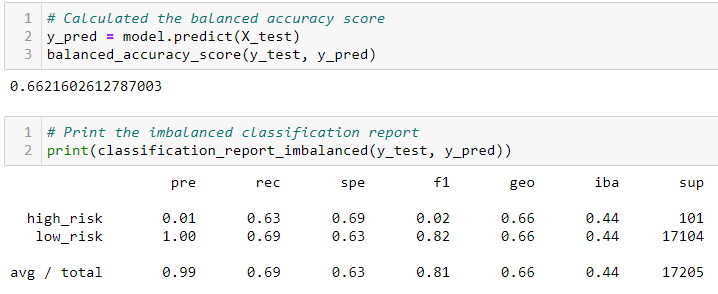 1 # Calculated the balanced accuracy score
2 y_pred = model.predict(X_test)
3 balanced_accuracy_score(y_test, y_pred)
0.6621602612787003
1 # Print the imbalanced classification report
2 print(classification_report_imbalanced(y_test, y_pred))
pre rec spe f1 geo iba sup
high_risk 0.01 0.63 0.69 0.02 0.66 0.44 101
low_risk 1.00 0.69 0.63 0.82 0.66 0.44 17104
avg / total 0.99 0.69 0.63 0.81 0.66 0.44 17205